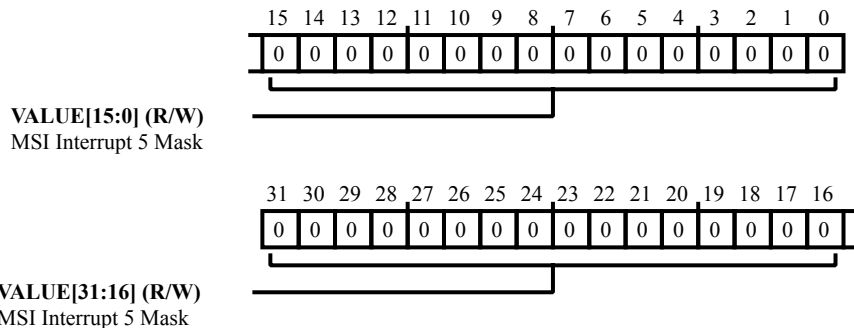 15 14 13 12 11 10 9 8 7 6 5 4 3 2 1 0
0 0 0 0 0 0 0 0 0 0 0 0 0 0 0 0
VALUE[15:0] (R/W)
MSI Interrupt 5 Mask
31 30 29 28 27 26 25 24 23 22 21 20 19 18 17 16
0 0 0 0 0 0 0 0 0 0 0 0 0 0 0 0
VALUE[31:16] (R/W)
MSI Interrupt 5 Mask